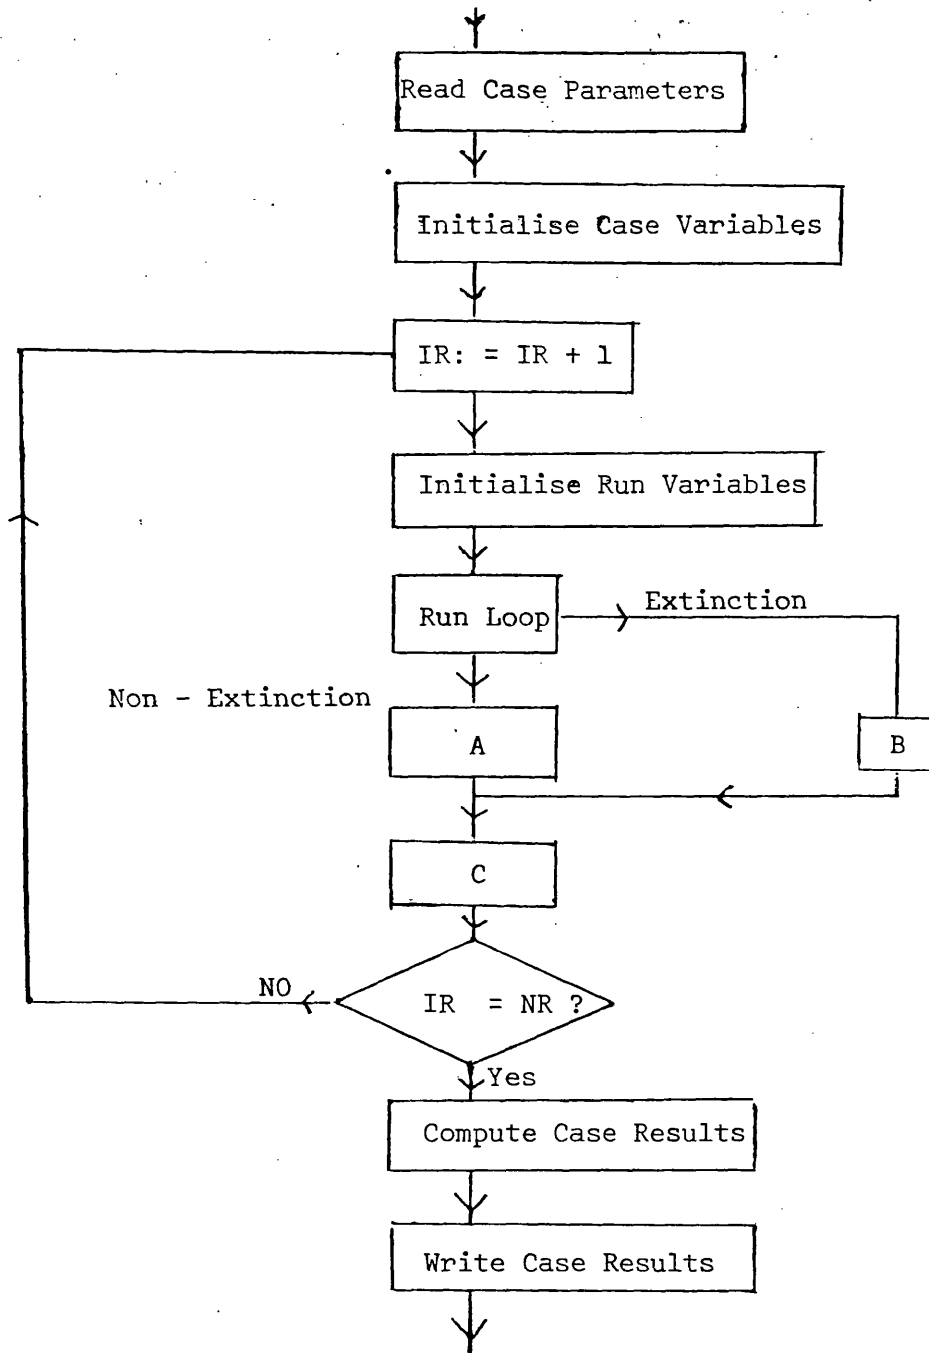 Read Case Parameters
Initialise Case Variables
IR: = IR + 1
Initialise Run Variables
Run Loop
Extinction
Non - Extinction
A
B
C
NO
IR = NR ?
Yes
Compute Case Results
Write Case Results